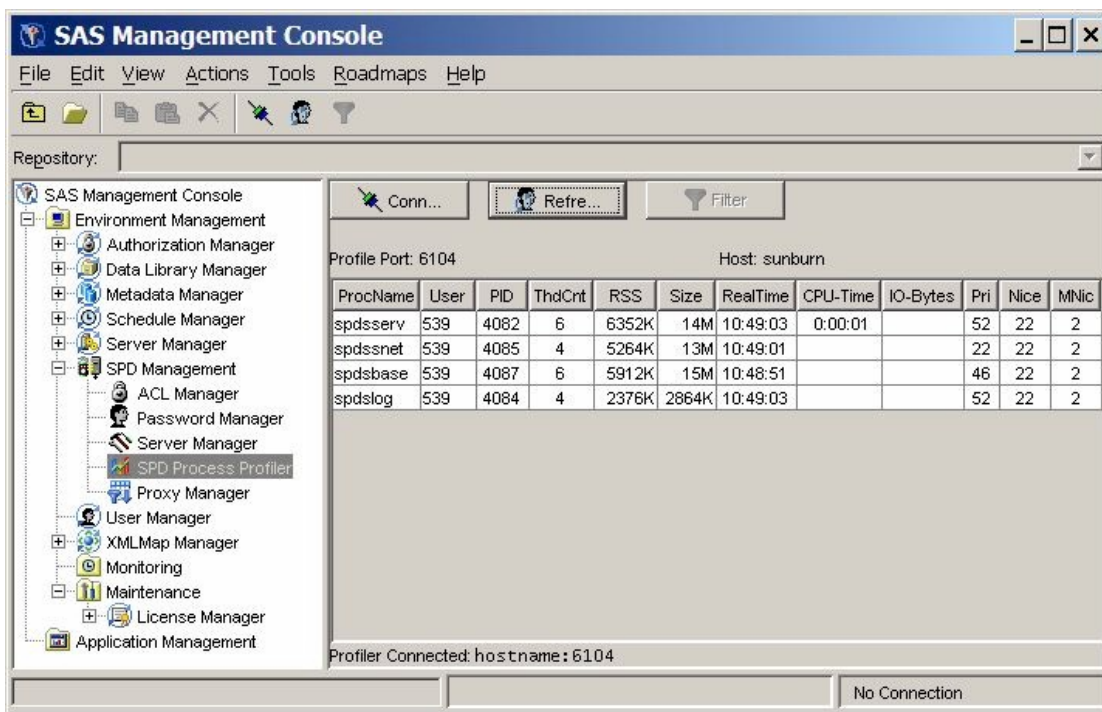 SAS Management Console
File Edit View Actions Tools Roadmaps Help
Repository:
SAS Management Console
Environment Management
Authorization Manager
Data Library Manager
Metadata Manager
Schedule Manager
Server Manager
SPD Management
ACL Manager
Password Manager
Server Manager
SPD Process Profiler
Proxy Manager
User Manager
XMLMap Manager
Monitoring
Maintenance
License Manager
Application Management
Conn... Refre... Filter
Profile Port: 6104 Host: sunburn
ProcName User PID ThdCnt RSS Size RealTime CPU-Time IO-Bytes Pri Nice MNic
spdsserv 539 4082 6 6352K 14M 10:49:03 0:00:01 52 22 2
spdssnet 539 4085 4 5264K 13M 10:49:01 22 22 2
spdsbase 539 4087 6 5912K 15M 10:48:51 46 22 2
spdslog 539 4084 4 2376K 2864K 10:49:03 52 22 2
Profiler Connected: hostname:6104
No Connection